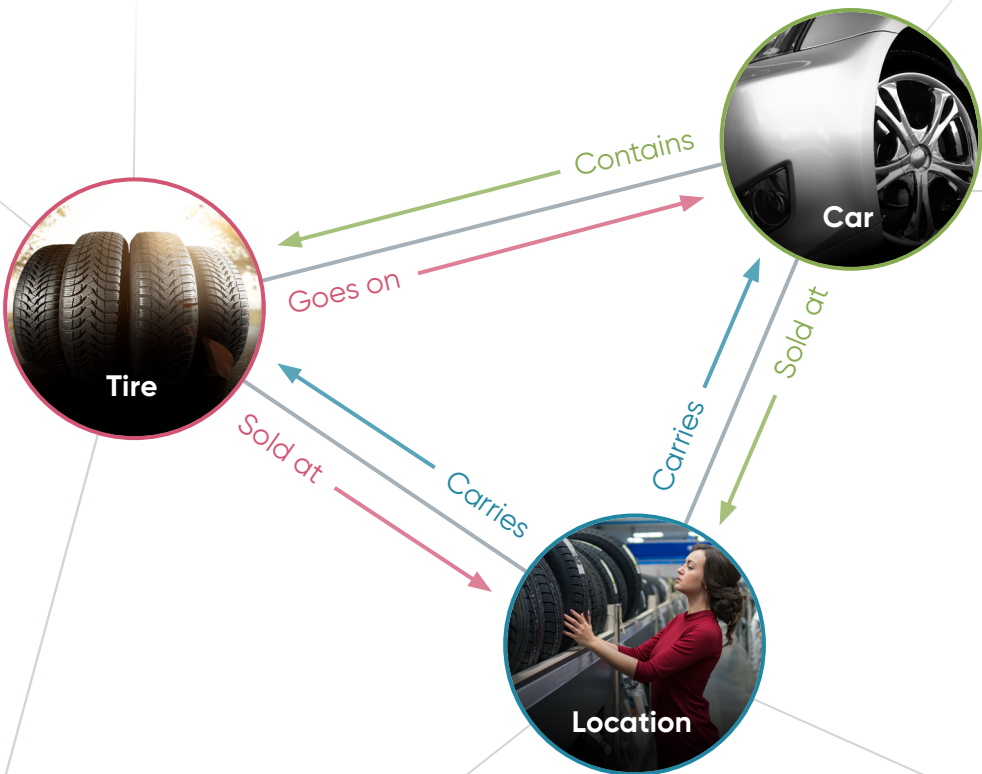 Contains
Car
Goes on
Sold at
Tire
Carries
Sold at
Carries
Location